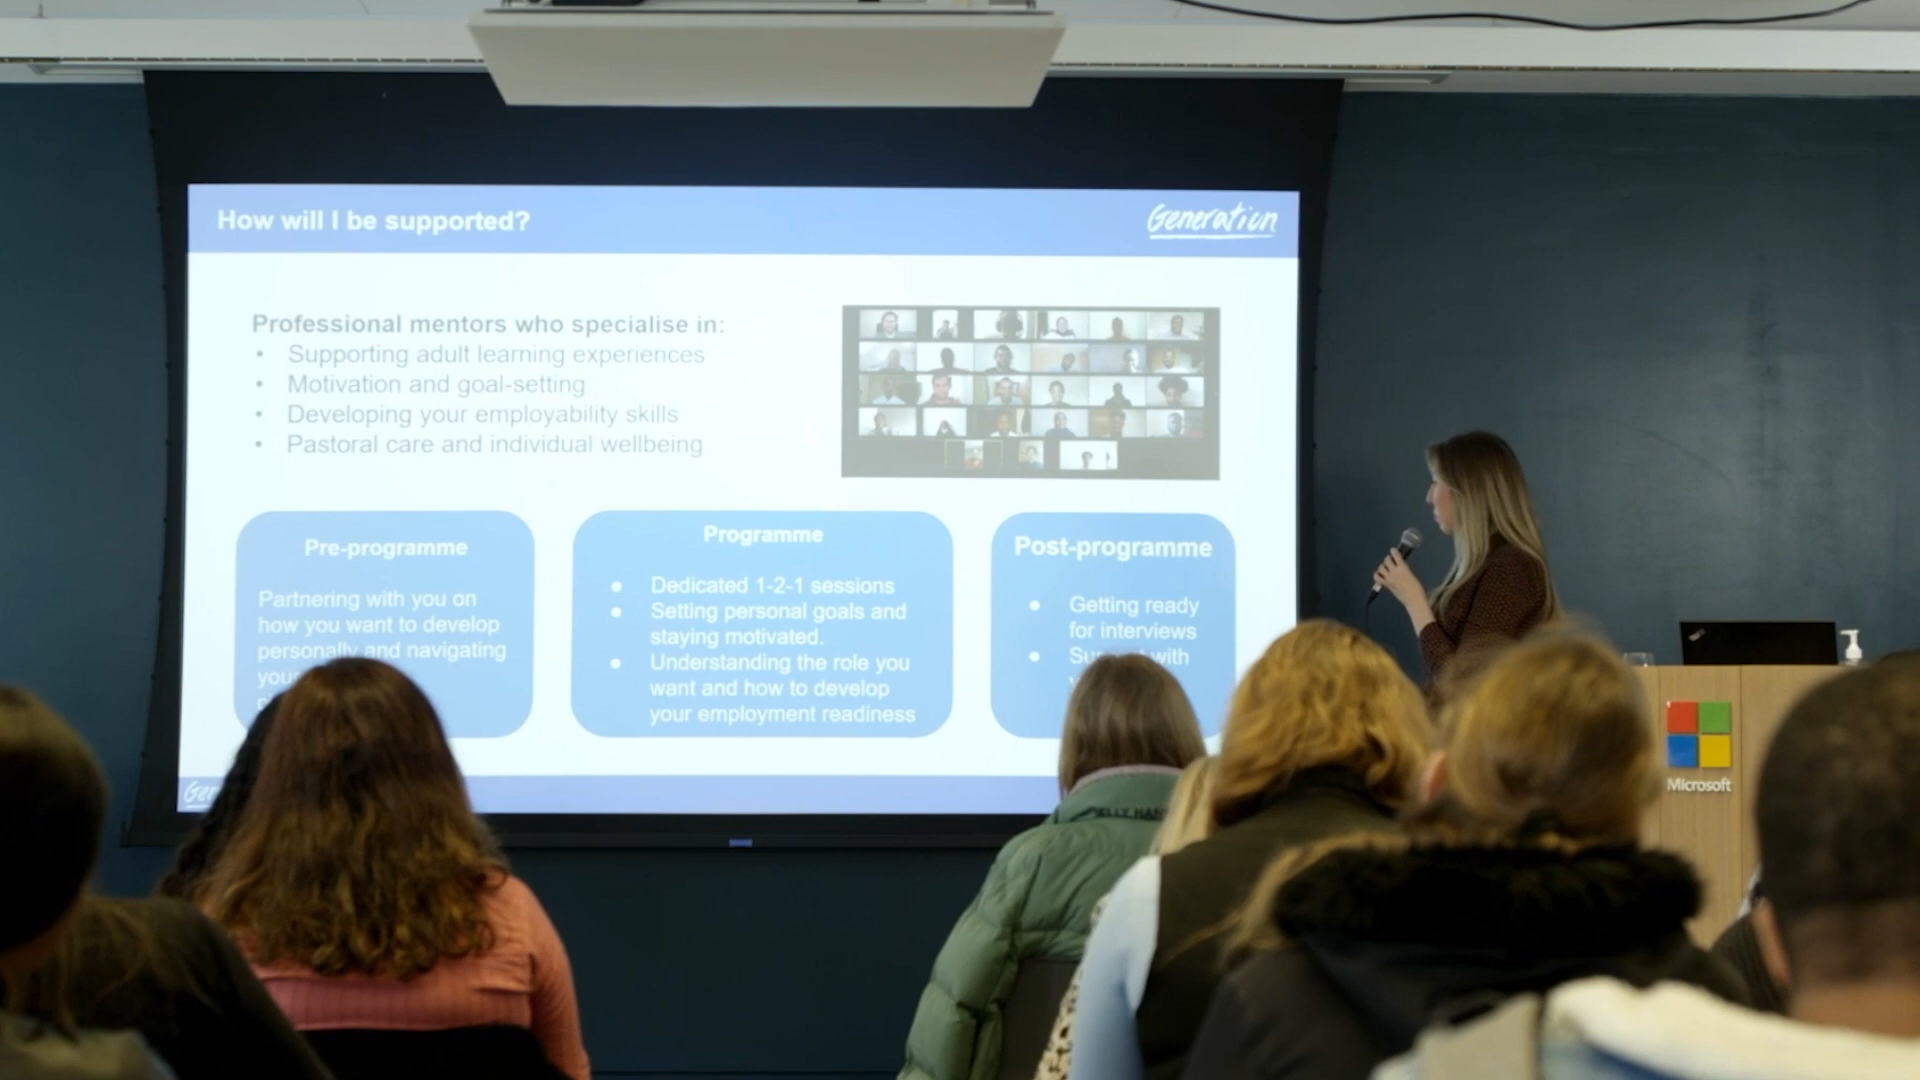 How will I be supported?
Generation
Professional mentors who specialise in:
• Supporting adult learning experiences
• Motivation and goal-setting
• Developing your employability skills
• Pastoral care and individual wellbeing
Pre-programme
Partnering with you on
how you want to develop
personally and navigating
Programme
• Dedicated 1-2-1 sessions
• Setting personal goals and
staying motivated.
• Understanding the role you
want and how to develop
your employment readiness
Post-programme
• Getting ready
for interviews
• with
Microsoft